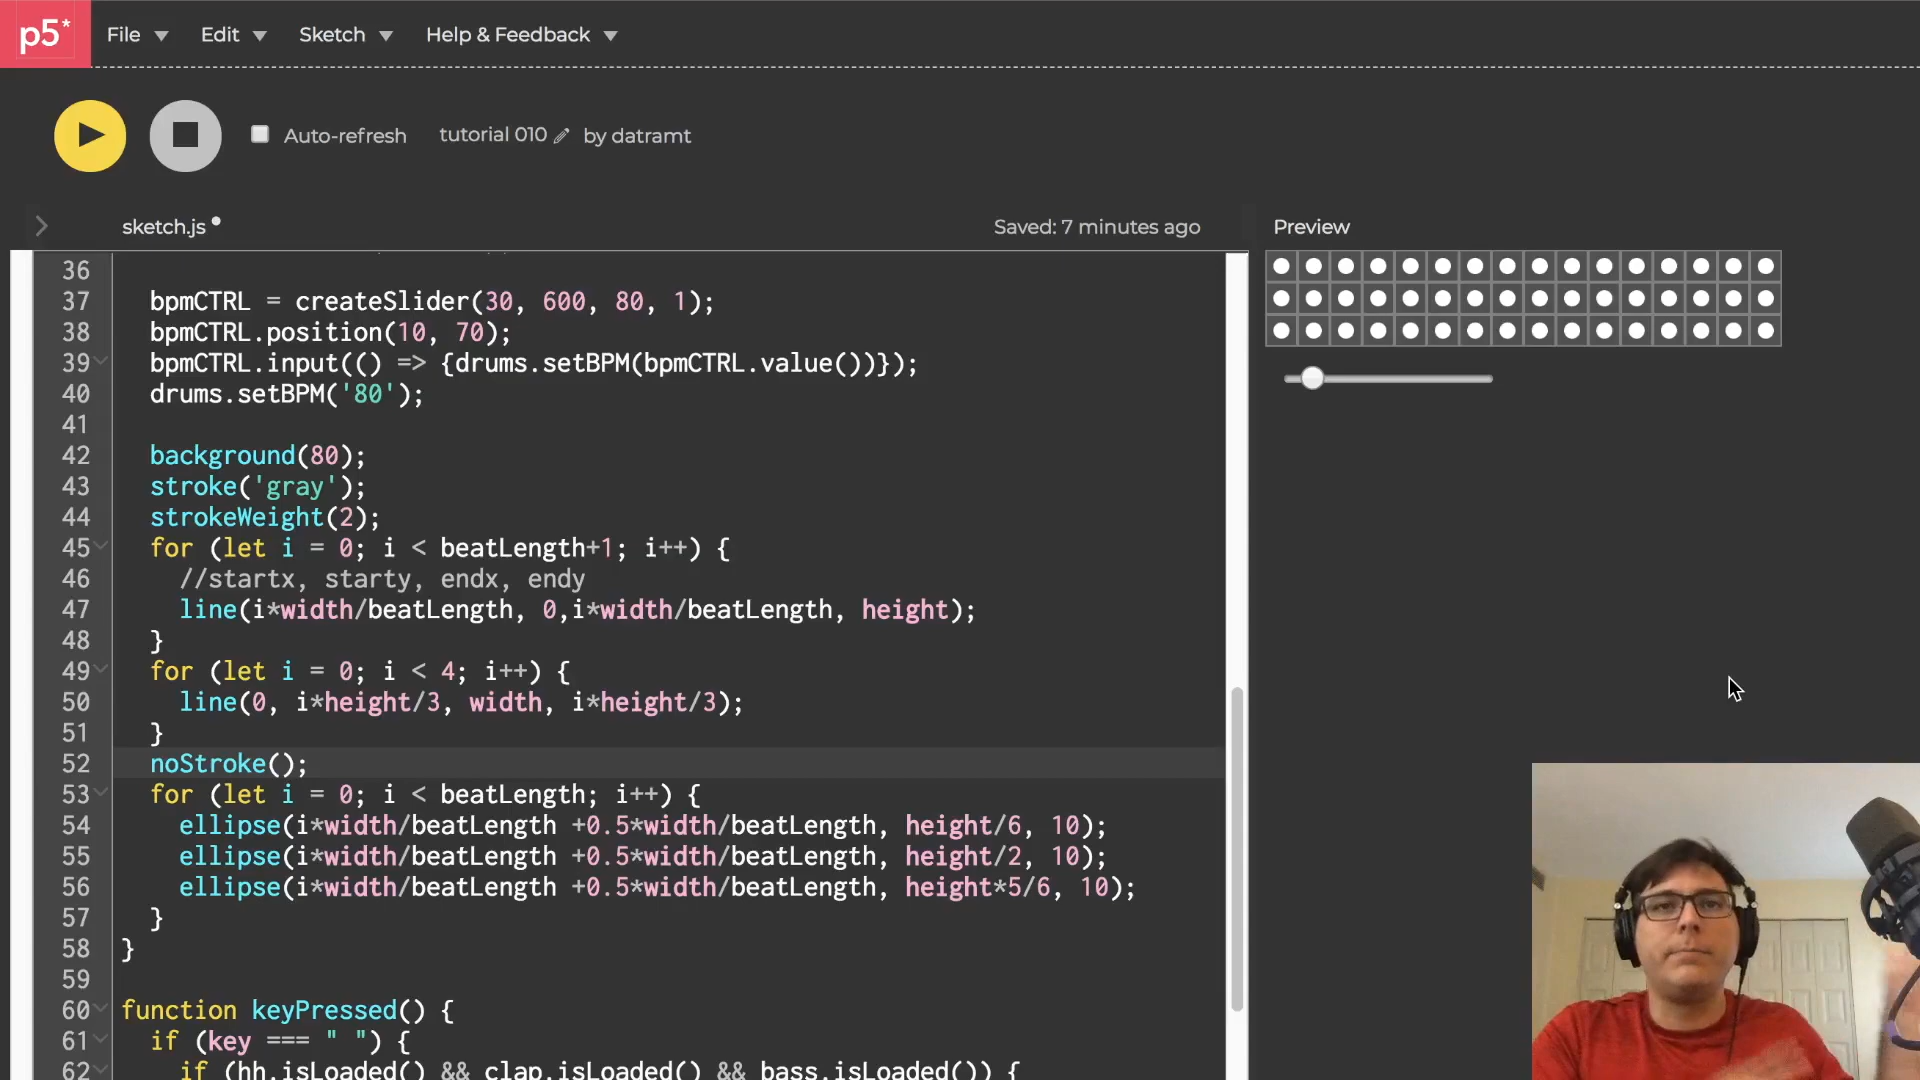 p5* File Edit Sketch Help & Feedback
Auto-refresh tutorial 010 by datramt
sketch.js Saved: 7 minutes ago Preview
36
37 bpmCTRL = createSlider(30, 600, 80, 1);
38 bpmCTRL.position(10, 70);
39 bpmCTRL.input(() => {drums.setBPM(bpmCTRL.value())});
40 drums.setBPM('80');
41
42 background(80);
43 stroke('gray');
44 strokeWeight(2);
45 for (let i = 0; i < beatLength+1; i++) {
46 //startx, starty, endx, endy
47 line(i*width/beatLength, 0,i*width/beatLength, height);
48 }
49 for (let i = 0; i < 4; i++) {
50 line(0, i*height/3, width, i*height/3);
51 }
52 noStroke();
53 for (let i = 0; i < beatLength; i++) {
54 ellipse(i*width/beatLength +0.5*width/beatLength, height/6, 10);
55 ellipse(i*width/beatLength +0.5*width/beatLength, height/2, 10);
56 ellipse(i*width/beatLength +0.5*width/beatLength, height*5/6, 10);
57 }
58 }
59
60 function keyPressed() {
61 if (key === " ") {
62 if (hh.isLoaded() && clap.isLoaded() && bass.isLoaded()) {